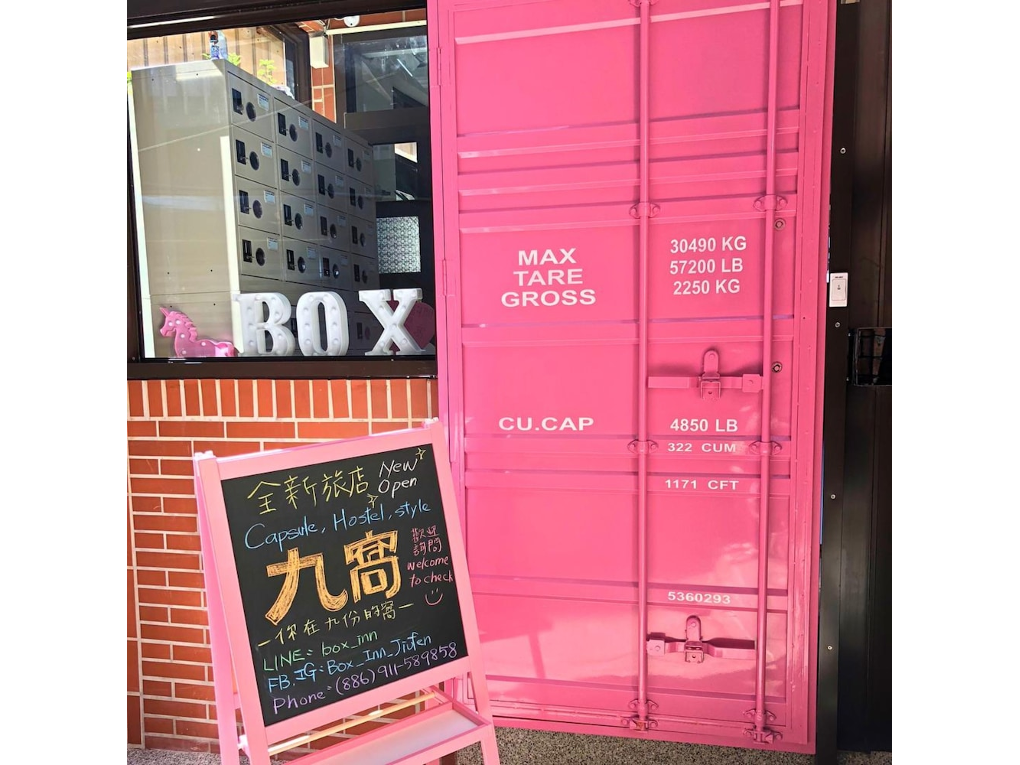 BOX
MAX
TARE
GROSS
30490 KG
57200 LB
2250 KG
CU.CAP
4850 LB
322 CUM
1171 CFT
5360293
全新旅店 New Open
Capsule, Hostel, style
九窩
歡迎
詢問
welcome
to check
－你在九份的窩－
LINE: box_inn
FB.IG: Box_Inn_Jiufen
Phone: (886) 911-589858